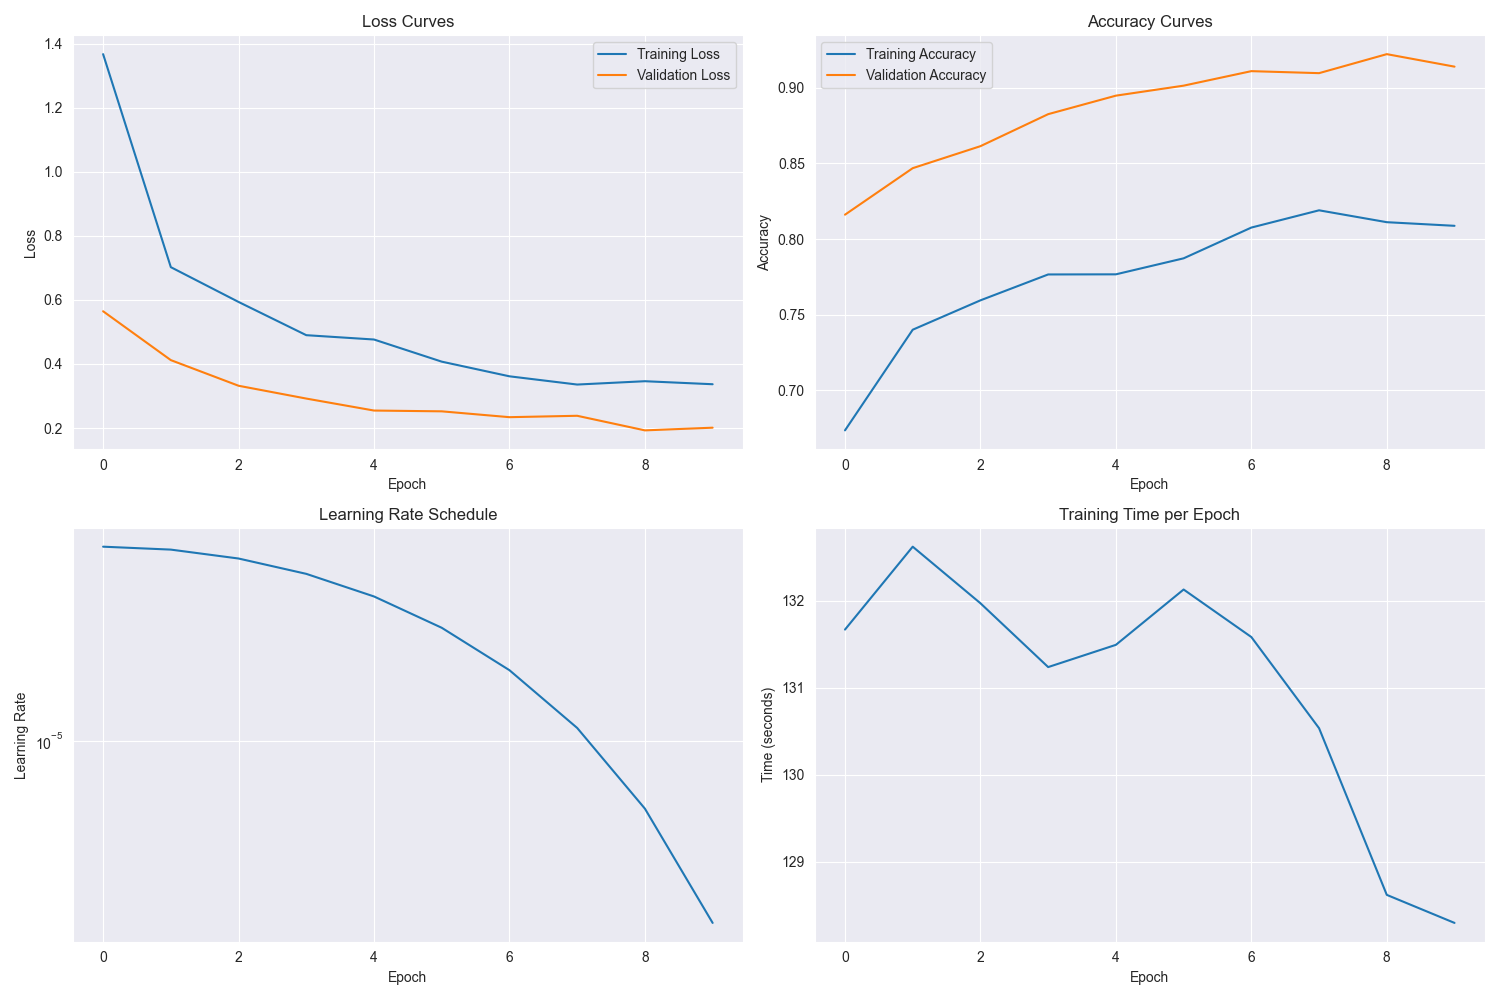 Loss Curves
1.4
1.2
1.0
0.8
0.6
0.4
0.2
Loss
Training Loss
Validation Loss
0 2 4 6 8
Epoch
Accuracy Curves
0.90
0.85
0.80
0.75
0.70
Accuracy
Training Accuracy
Validation Accuracy
0 2 4 6 8
Epoch
Learning Rate Schedule
10⁻⁵
Learning Rate
0 2 4 6 8
Epoch
Training Time per Epoch
132
131
130
129
Time (seconds)
0 2 4 6 8
Epoch